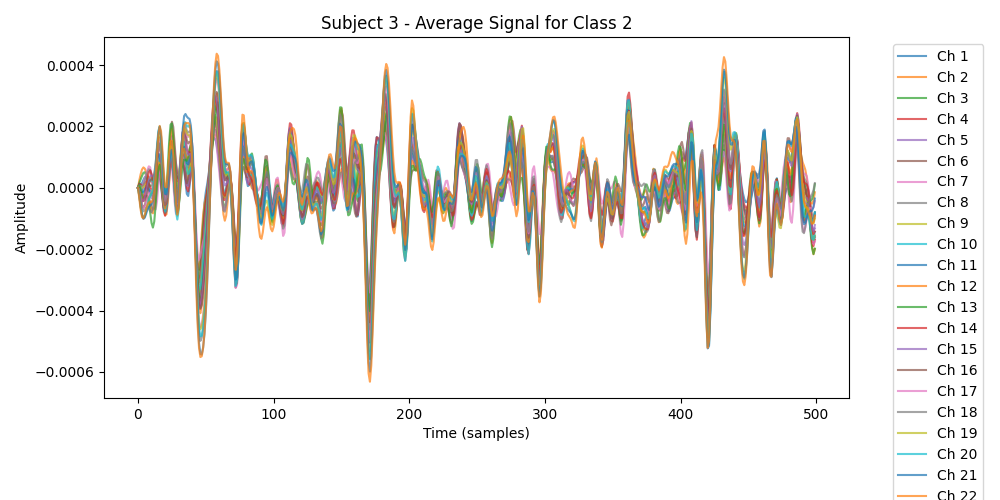 Subject 3 - Average Signal for Class 2
Amplitude
0.0004
0.0002
0.0000
−0.0002
−0.0004
−0.0006
0
100
200
300
400
500
Time (samples)
Ch 1
Ch 2
Ch 3
Ch 4
Ch 5
Ch 6
Ch 7
Ch 8
Ch 9
Ch 10
Ch 11
Ch 12
Ch 13
Ch 14
Ch 15
Ch 16
Ch 17
Ch 18
Ch 19
Ch 20
Ch 21
Ch 22